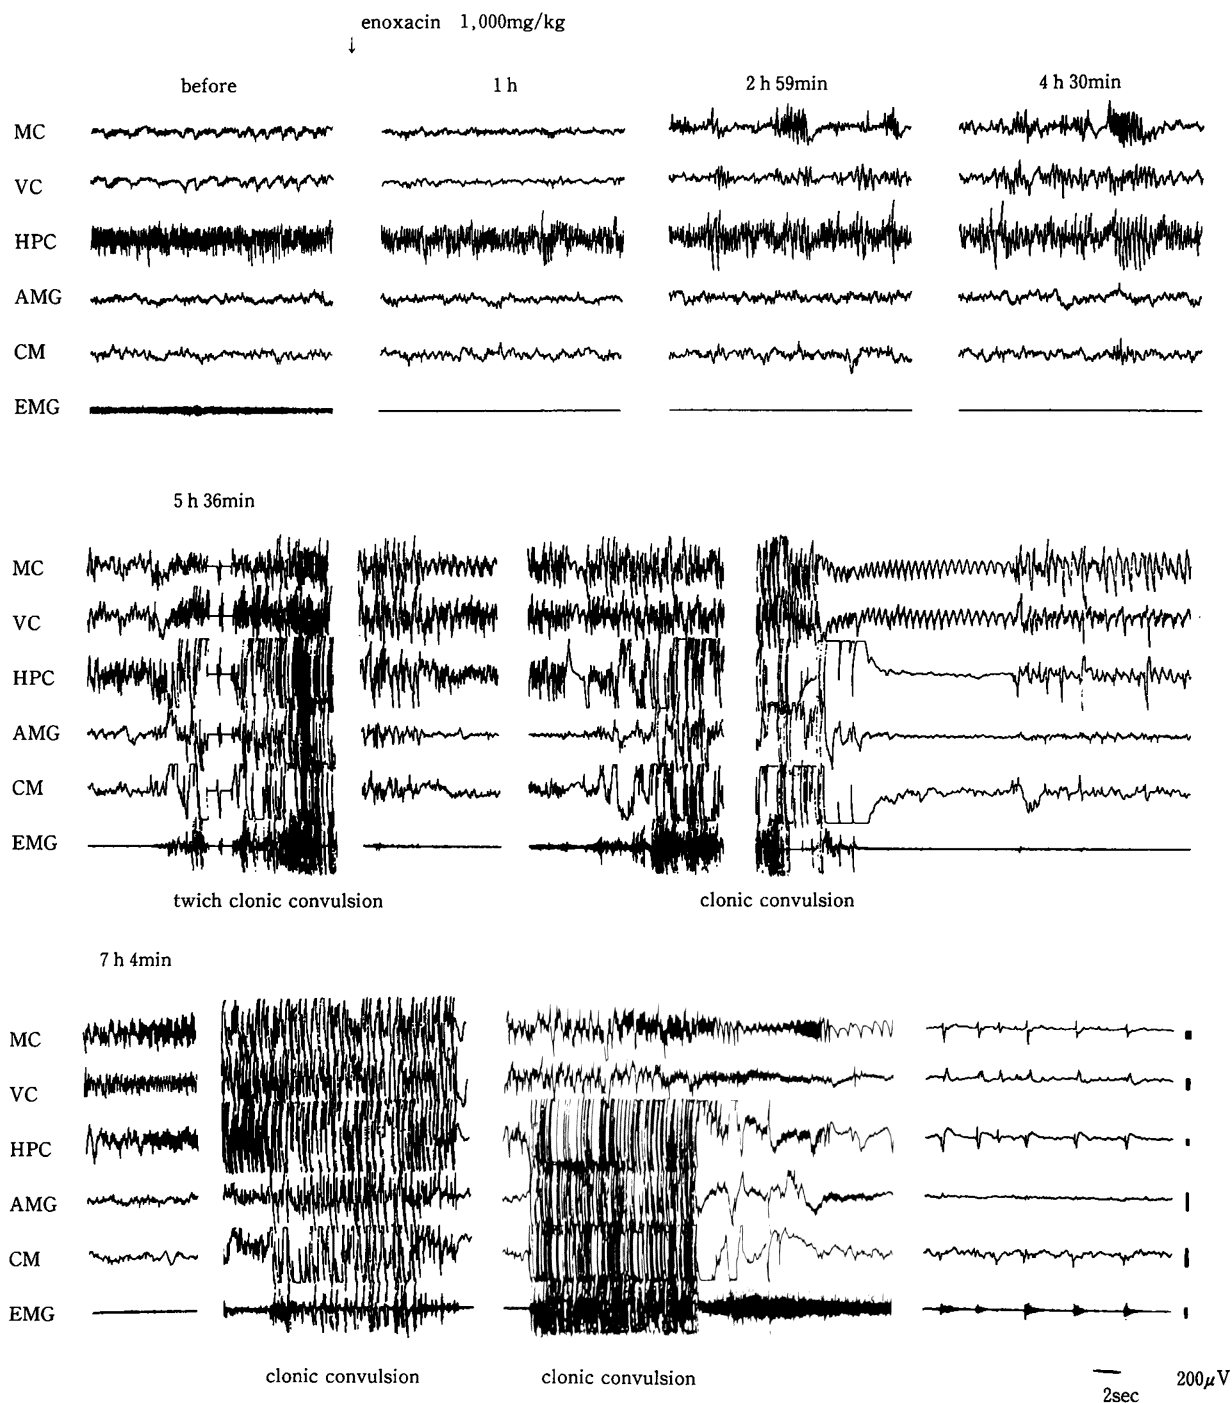 enoxacin 1,000mg/kg
↓
before 1 h 2 h 59min 4 h 30min
MC
VC
HPC
AMG
CM
EMG
5 h 36min
MC
VC
HPC
AMG
CM
EMG
twich clonic convulsion clonic convulsion
7 h 4min
MC
VC
HPC
AMG
CM
EMG
clonic convulsion clonic convulsion
200μV
2sec